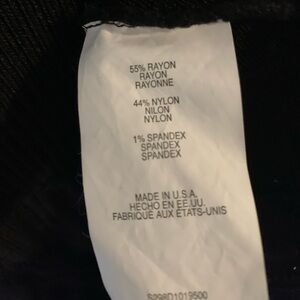 55% RAYON
RAYON
RAYONNE
44% NYLON
NILON
NYLON
1% SPANDEX
SPANDEX
SPANDEX
MADE IN U.S.A.
HECHO EN EE.UU.
FABRIQUÉ AUX ÉTATS-UNIS
S296D1019500